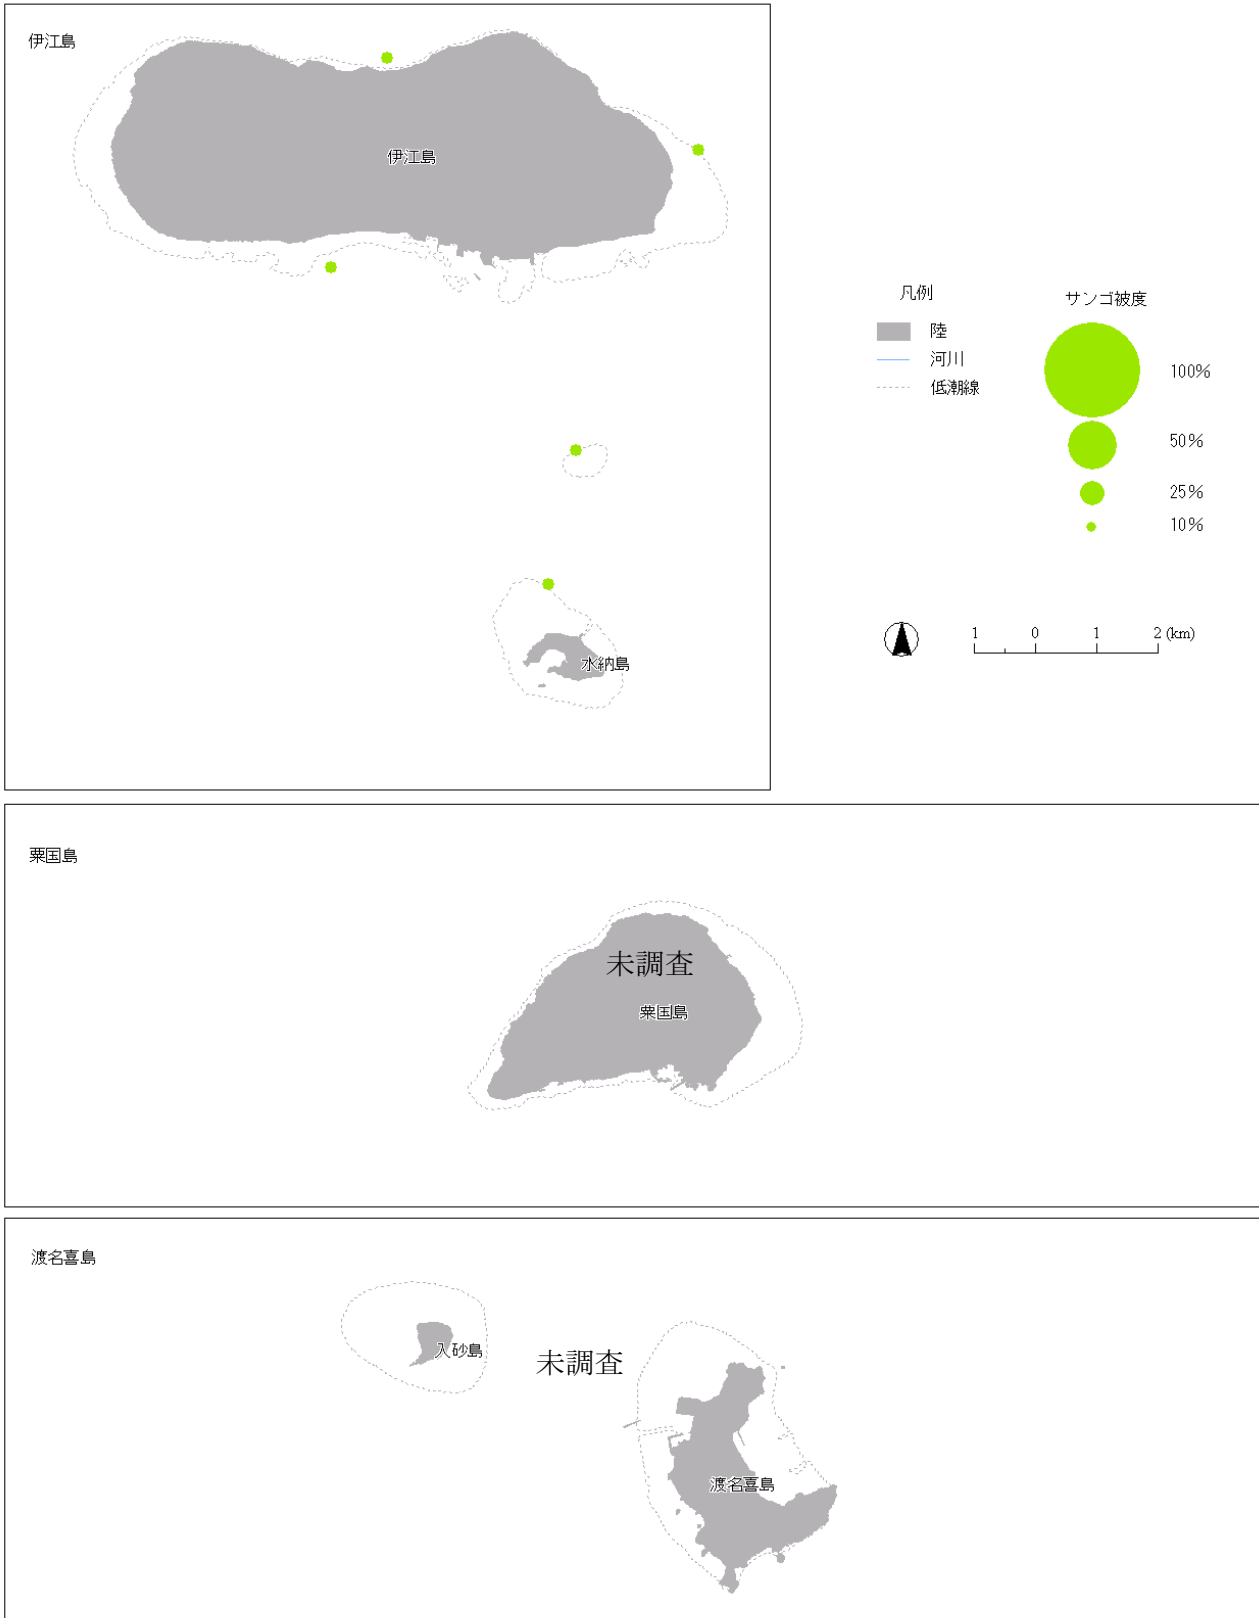 伊江島
伊江島
水納島
凡例
陸
河川
低潮線
サンゴ被度
100%
50%
25%
10%
1 0 1 2 (km)
粟国島
未調査
粟国島
渡名喜島
入砂島
未調査
渡名喜島